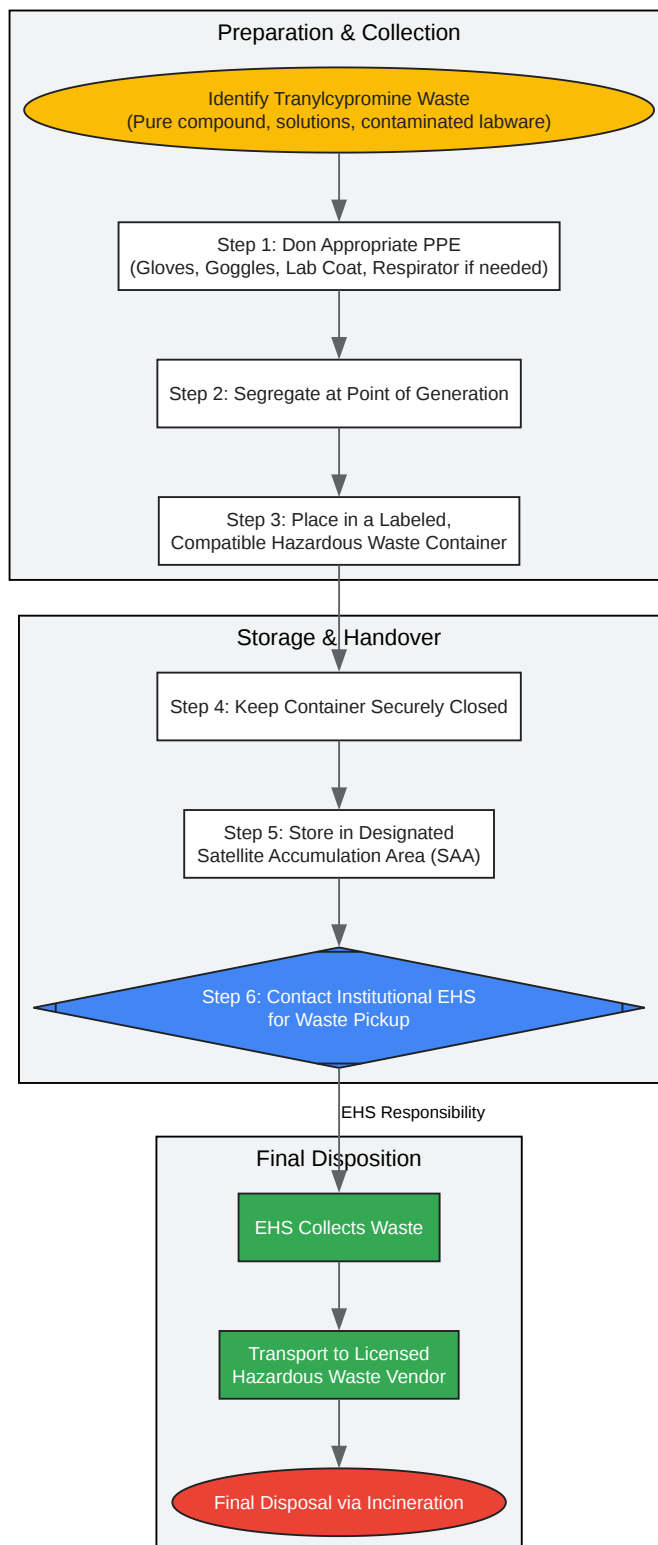 Preparation & Collection
Identify Tranylcypromine Waste
(Pure compound, solutions, contaminated labware)
Step 1: Don Appropriate PPE
(Gloves, Goggles, Lab Coat, Respirator if needed)
Step 2: Segregate at Point of Generation
Step 3: Place in a Labeled,
Compatible Hazardous Waste Container
Storage & Handover
Step 4: Keep Container Securely Closed
Step 5: Store in Designated
Satellite Accumulation Area (SAA)
Step 6: Contact Institutional EHS
for Waste Pickup
EHS Responsibility
Final Disposition
EHS Collects Waste
Transport to Licensed
Hazardous Waste Vendor
Final Disposal via Incineration